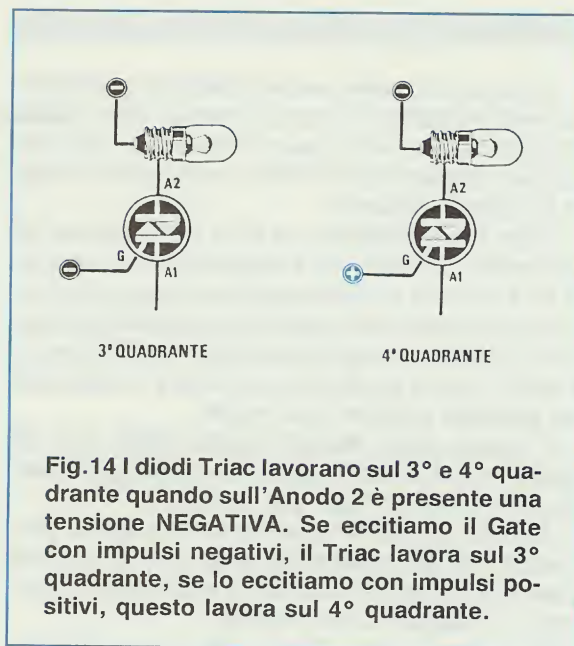 A2
A2
G
A1
G
A1
3° QUADRANTE
4° QUADRANTE
Fig.14 I diodi Triac lavorano sul 3° e 4° qua-
drante quando sull'Anodo 2 è presente una
tensione NEGATIVA. Se eccitiamo il Gate
con impulsi negativi, il Triac lavora sul 3°
quadrante, se lo eccitiamo con impulsi po-
sitivi, questo lavora sul 4° quadrante.